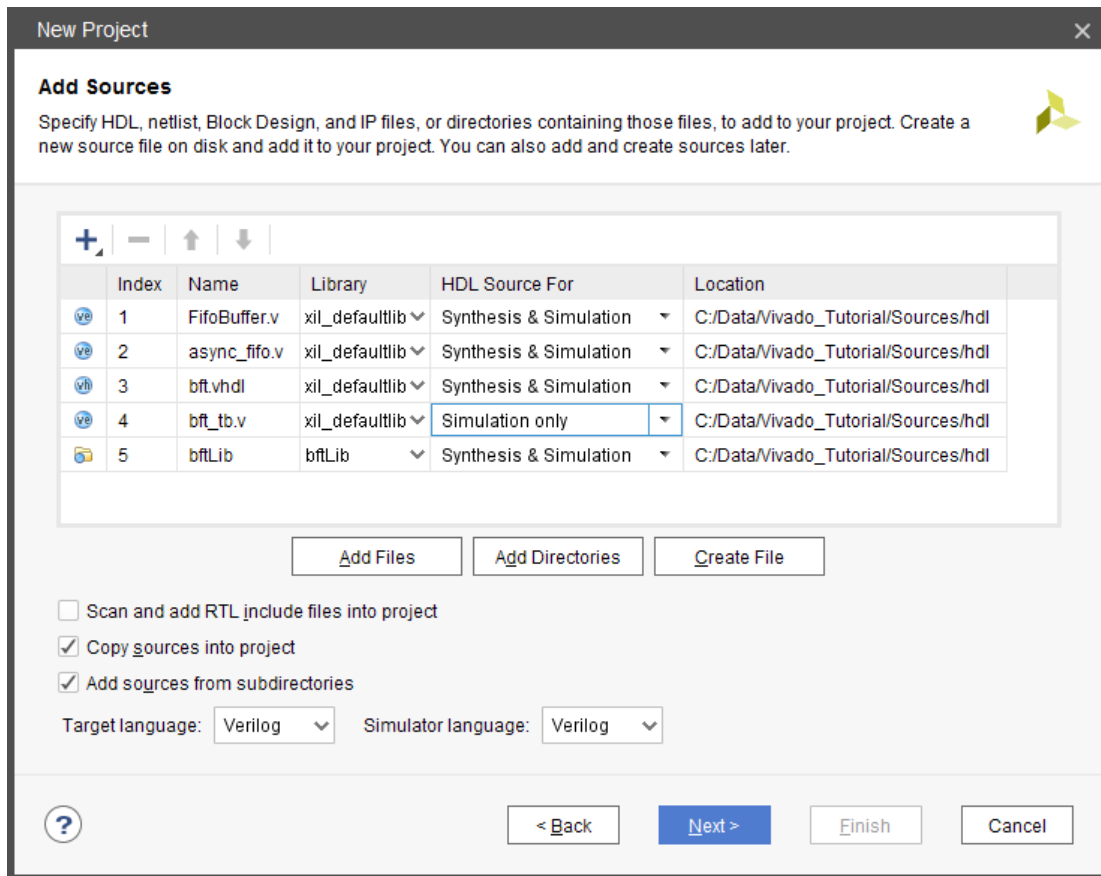 New Project
Add Sources
Specify HDL, netlist, Block Design, and IP files, or directories containing those files, to add to your project. Create a
new source file on disk and add it to your project. You can also add and create sources later.
Index Name Library HDL Source For Location
ve 1 FifoBuffer.v xil_defaultlib Synthesis & Simulation C:/Data/Vivado_Tutorial/Sources/hdl
ve 2 async_fifo.v xil_defaultlib Synthesis & Simulation C:/Data/Vivado_Tutorial/Sources/hdl
vh 3 bft.vhdl xil_defaultlib Synthesis & Simulation C:/Data/Vivado_Tutorial/Sources/hdl
ve 4 bft_tb.v xil_defaultlib Simulation only C:/Data/Vivado_Tutorial/Sources/hdl
5 bftLib bftLib Synthesis & Simulation C:/Data/Vivado_Tutorial/Sources/hdl
Add Files Add Directories Create File
Scan and add RTL include files into project
Copy sources into project
Add sources from subdirectories
Target language: Verilog Simulator language: Verilog
? < Back Next > Finish Cancel